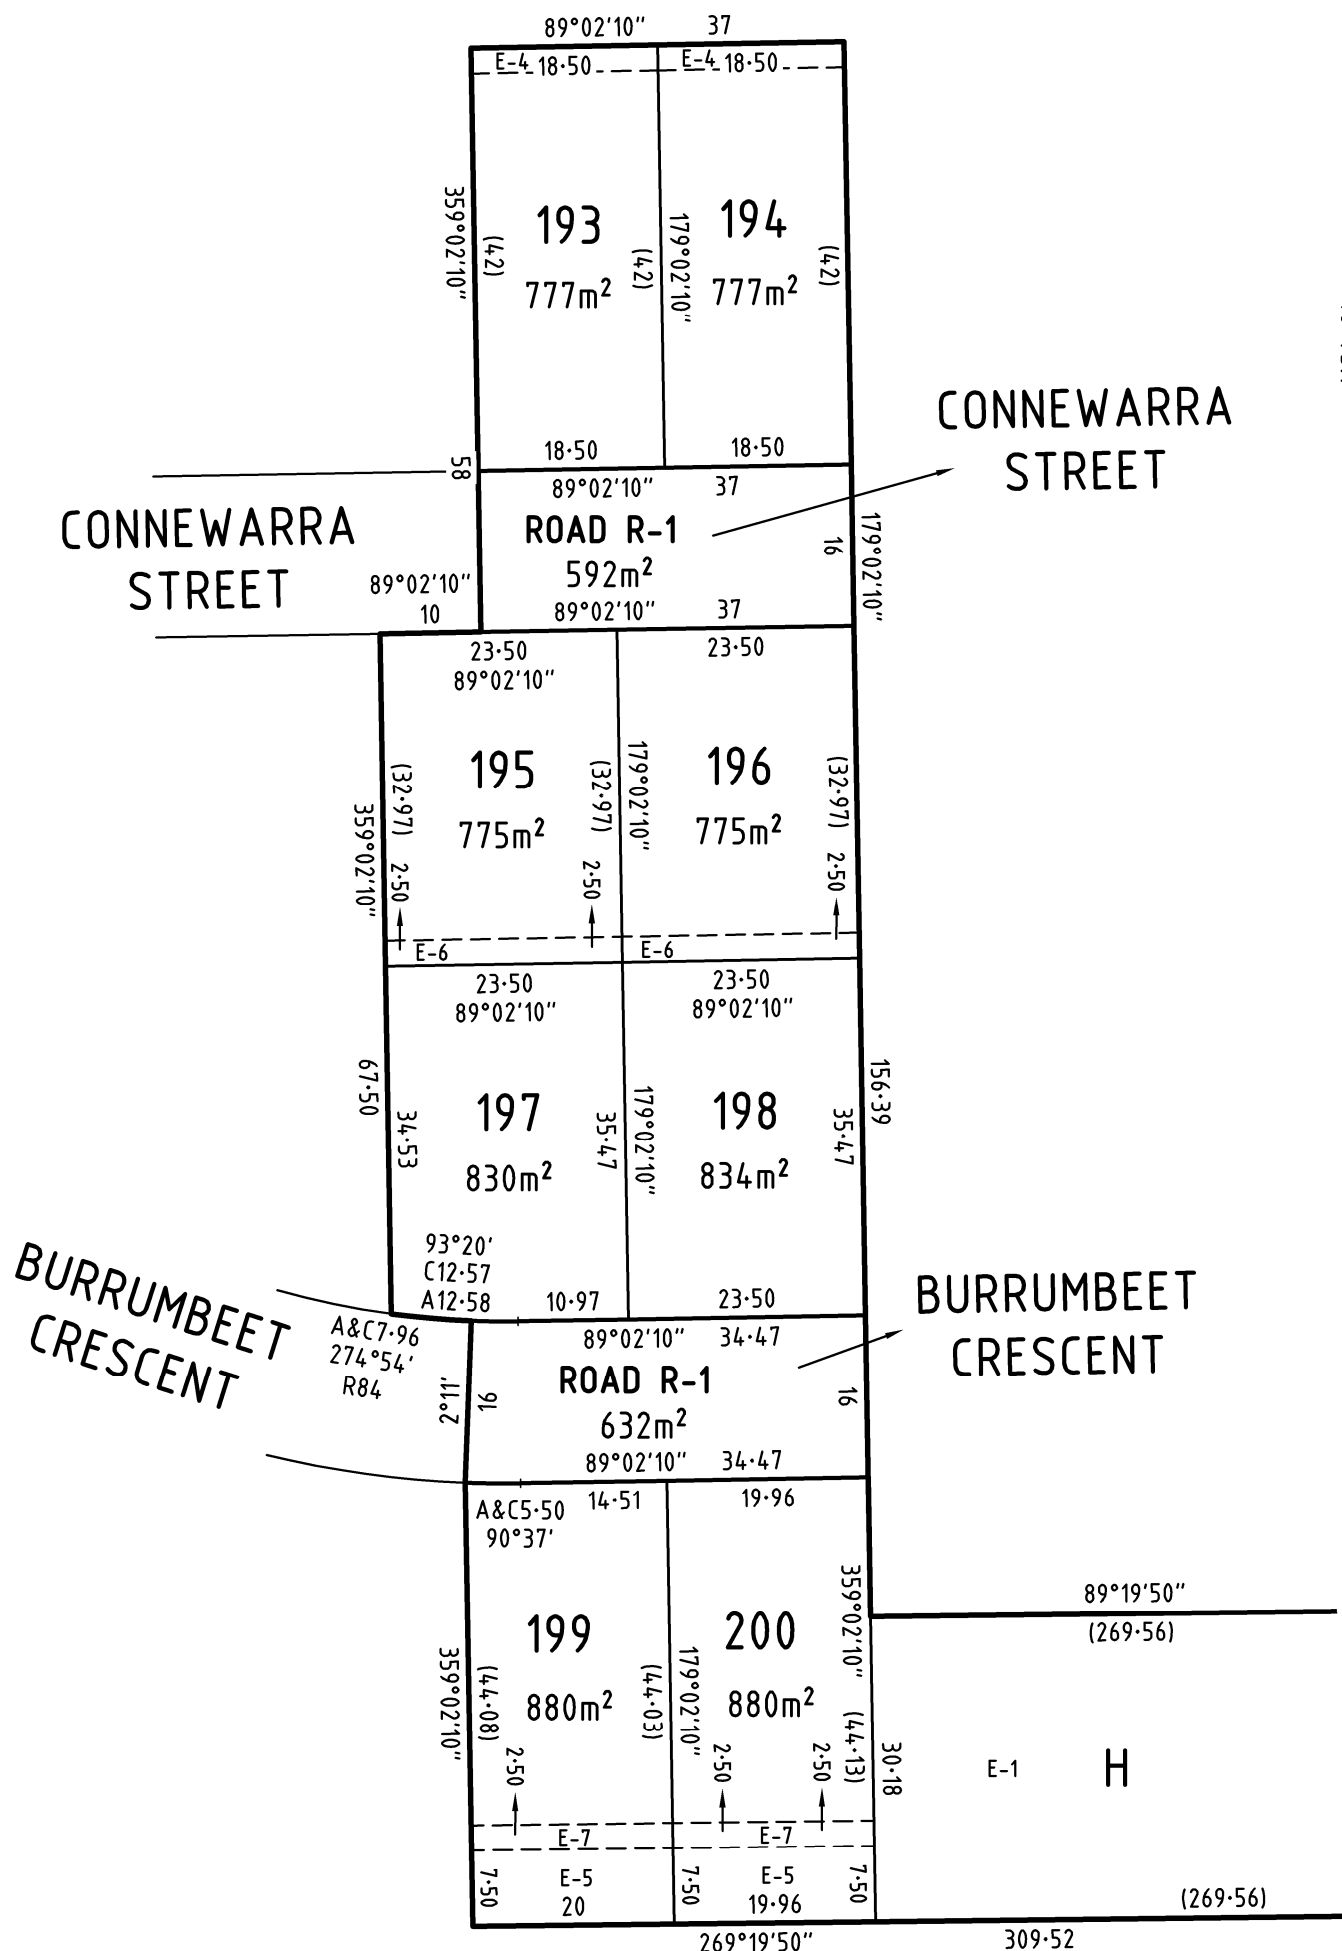 89°02'10" 37
E-4 18·50 E-4 18·50
359°02'10"
(42)
193
777m²
(42)
179°02'10"
194
777m²
(42)
18·50 18·50
58
89°02'10" 37
CONNEWARRA
STREET
ROAD R-1
592m²
16
179°02'10"
CONNEWARRA
STREET
89°02'10"
10
89°02'10" 37
23·50
89°02'10"
23·50
359°02'10"
(32·97)
2·50
195
775m²
(32·97)
2·50
179°02'10"
196
775m²
(32·97)
2·50
E-6 E-6
23·50
89°02'10"
23·50
89°02'10"
67·50
34·53
197
830m²
35·47
179°02'10"
198
834m²
35·47
156·39
93°20'
C12·57
A12·58 10·97 23·50
BURRUMBEET
CRESCENT
A&C7·96
274°54'
R84
2°11'
16
89°02'10" 34·47
ROAD R-1
632m²
16
BURRUMBEET
CRESCENT
89°02'10" 34·47
A&C5·50
90°37'
14·51 19·96
359°02'10"
(44·08)
2·50
199
880m²
(44·03)
179°02'10"
2·50
200
880m²
2·50
359°02'10"
(44·13)
30·18
89°19'50"
(269·56)
E-1 H
E-7 E-7
7·50
E-5
20
7·50
E-5
19·96
7·50
(269·56)
269°19'50" 309·52